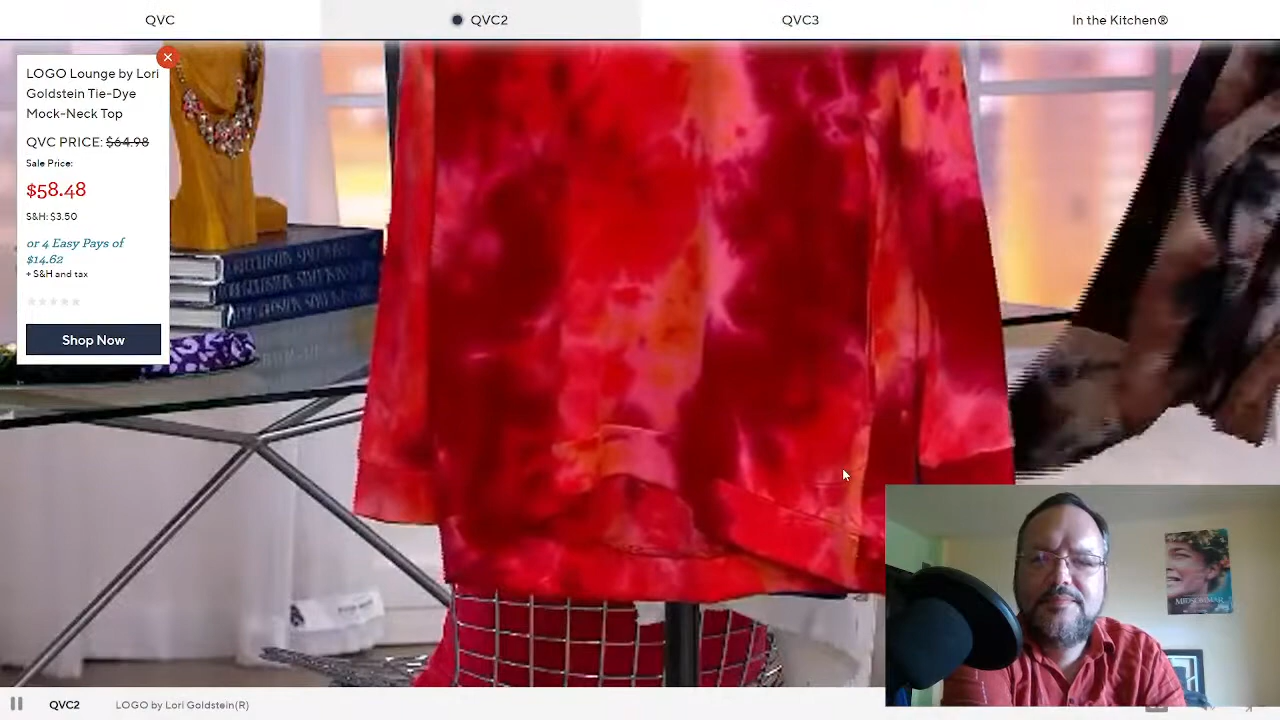 QVC
QVC2
QVC3
In the Kitchen®
LOGO Lounge by Lori
Goldstein Tie-Dye
Mock-Neck Top
QVC PRICE: $64.98
Sale Price:
$58.48
S&H: $3.50
or 4 Easy Pays of
$14.62
+ S&H and tax
Shop Now
MIDSOMMAR
QVC2
LOGO by Lori Goldstein(R)